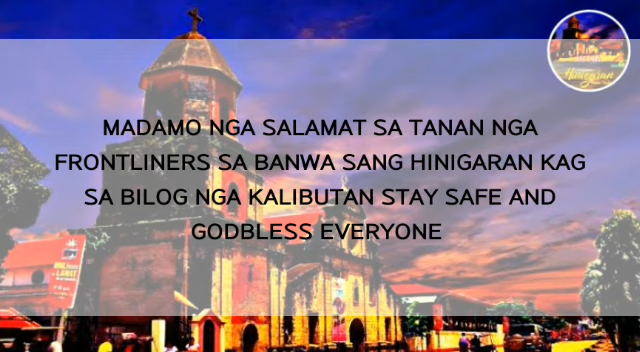 MADAMO NGA SALAMAT SA TANAN NGA
FRONTLINERS SA BANWA SANG HINIGARAN KAG
SA BILOG NGA KALIBUTAN STAY SAFE AND
GODBLESS EVERYONE
Hinigaran